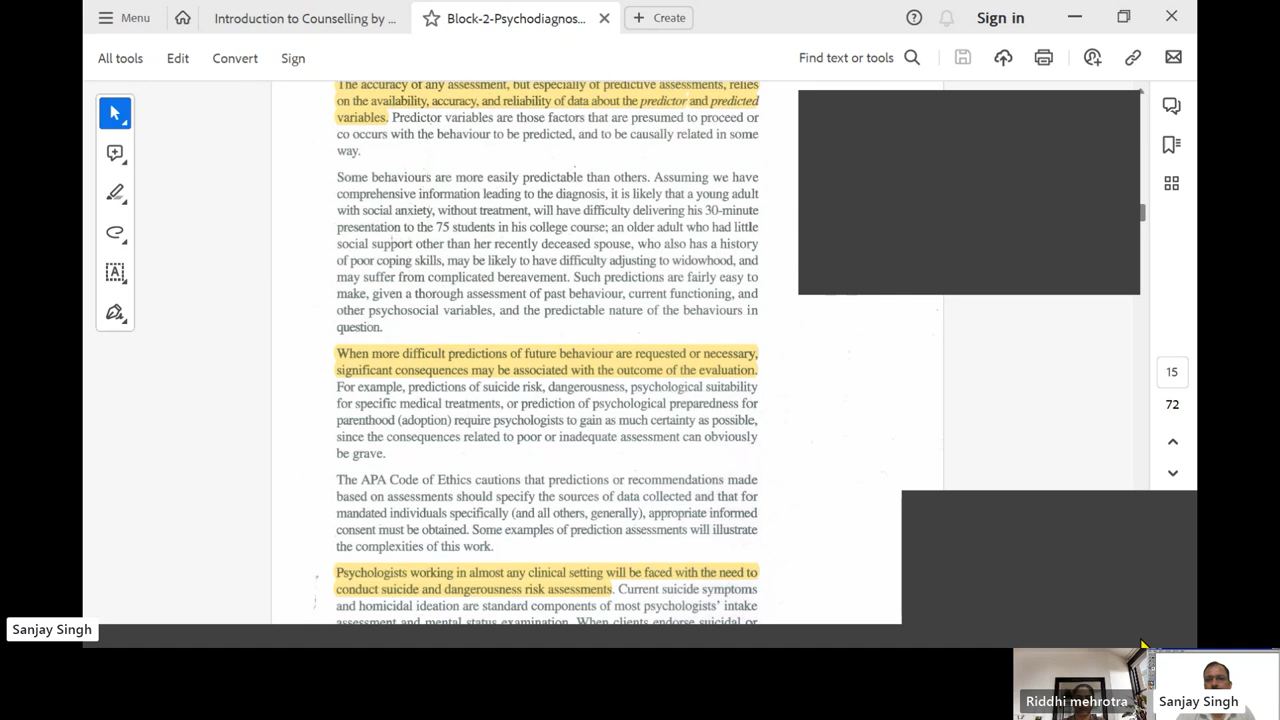 Menu
Introduction to Counselling by ...
Block-2-Psychodiagnos...
Create
Sign in
All tools
Edit
Convert
Sign
Find text or tools
The accuracy of any assessment, but especially of predictive assessments, relies
on the availability, accuracy, and reliability of data about the predictor and predicted
variables. Predictor variables are those factors that are presumed to proceed or
co occurs with the behaviour to be predicted, and to be causally related in some
way.
Some behaviours are more easily predictable than others. Assuming we have
comprehensive information leading to the diagnosis, it is likely that a young adult
with social anxiety, without treatment, will have difficulty delivering his 30-minute
presentation to the 75 students in his college course; an older adult who had little
social support other than her recently deceased spouse, who also has a history
of poor coping skills, may be likely to have difficulty adjusting to widowhood, and
may suffer from complicated bereavement. Such predictions are fairly easy to
make, given a thorough assessment of past behaviour, current functioning, and
other psychosocial variables, and the predictable nature of the behaviours in
question.
When more difficult predictions of future behaviour are requested or necessary,
significant consequences may be associated with the outcome of the evaluation.
For example, predictions of suicide risk, dangerousness, psychological suitability
for specific medical treatments, or prediction of psychological preparedness for
parenthood (adoption) require psychologists to gain as much certainty as possible,
since the consequences related to poor or inadequate assessment can obviously
be grave.
The APA Code of Ethics cautions that predictions or recommendations made
based on assessments should specify the sources of data collected and that for
mandated individuals specifically (and all others, generally), appropriate informed
consent must be obtained. Some examples of prediction assessments will illustrate
the complexities of this work.
Psychologists working in almost any clinical setting will be faced with the need to
conduct suicide and dangerousness risk assessments. Current suicide symptoms
and homicidal ideation are standard components of most psychologists' intake
assessment and mental status examination. When clients endorse suicidal or
15
72
Sanjay Singh
Riddhi mehrotra
Sanjay Singh